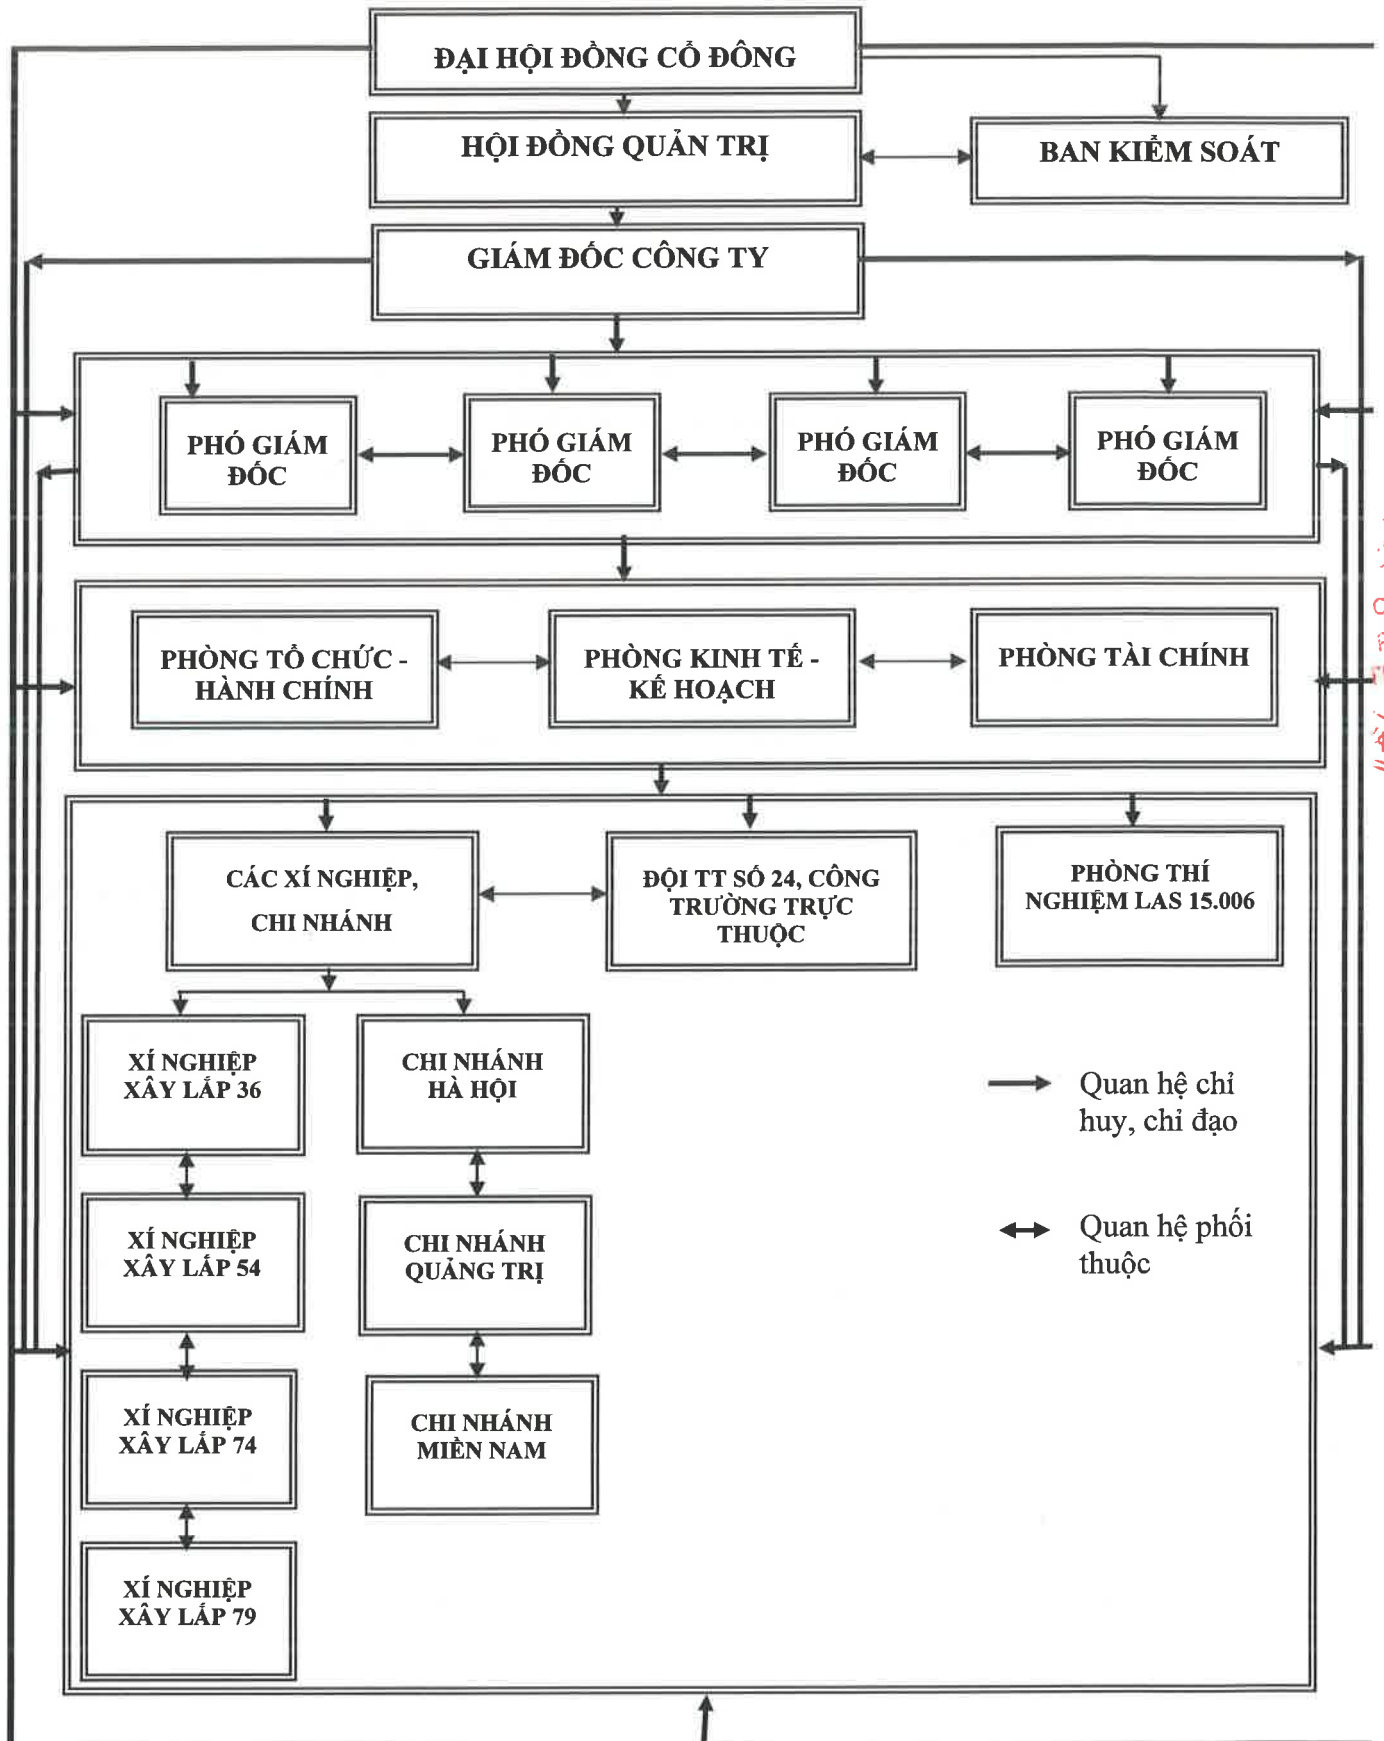 ĐẠI HỘI ĐỒNG CỔ ĐÔNG
HỘI ĐỒNG QUẢN TRỊ
BAN KIỂM SOÁT
GIÁM ĐỐC CÔNG TY
PHÓ GIÁM
ĐỐC
PHÓ GIÁM
ĐỐC
PHÓ GIÁM
ĐỐC
PHÓ GIÁM
ĐỐC
PHÒNG TỔ CHỨC -
HÀNH CHÍNH
PHÒNG KINH TẾ -
KẾ HOẠCH
PHÒNG TÀI CHÍNH
CÁC XÍ NGHIỆP,
CHI NHÁNH
ĐỘI TT SỐ 24, CÔNG
TRƯỜNG TRỰC
THUỘC
PHÒNG THÍ
NGHIỆM LAS 15.006
XÍ NGHIỆP
XÂY LẮP 36
CHI NHÁNH
HÀ HỘI
Quan hệ chỉ
huy, chỉ đạo
XÍ NGHIỆP
XÂY LẮP 54
CHI NHÁNH
QUẢNG TRỊ
Quan hệ phối
thuộc
XÍ NGHIỆP
XÂY LẮP 74
CHI NHÁNH
MIỀN NAM
XÍ NGHIỆP
XÂY LẮP 79